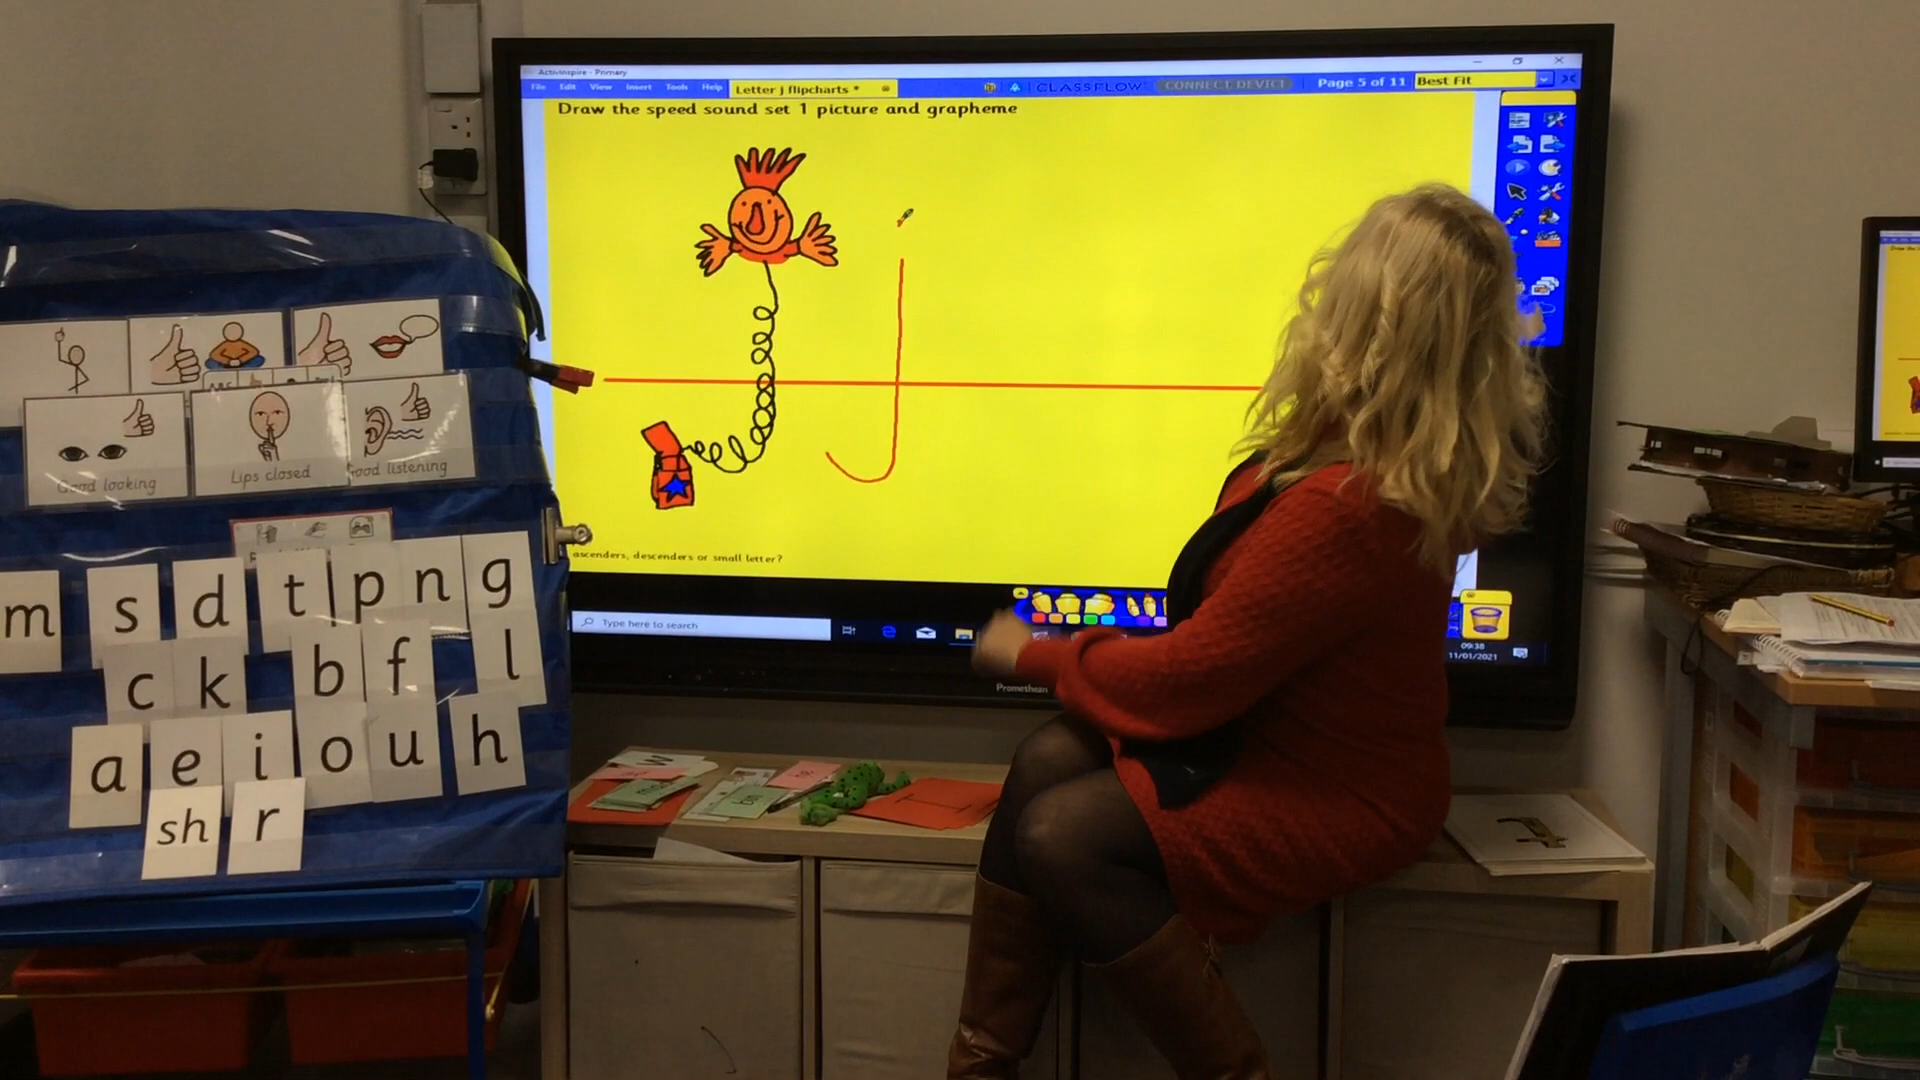 ActivInspire - Primary
File Edit View Insert Tools Help Letter j flipcharts * CLASSFLOW CONNECT DEVICE Page 5 of 11 Best Fit
Draw the speed sound set 1 picture and grapheme
j
ascenders, descenders or small letter?
Type here to search
09:38
11/01/2021
Promethean
Good looking Lips closed Good listening
m s d t p n g
c k b f l
a e i o u h
sh r
w